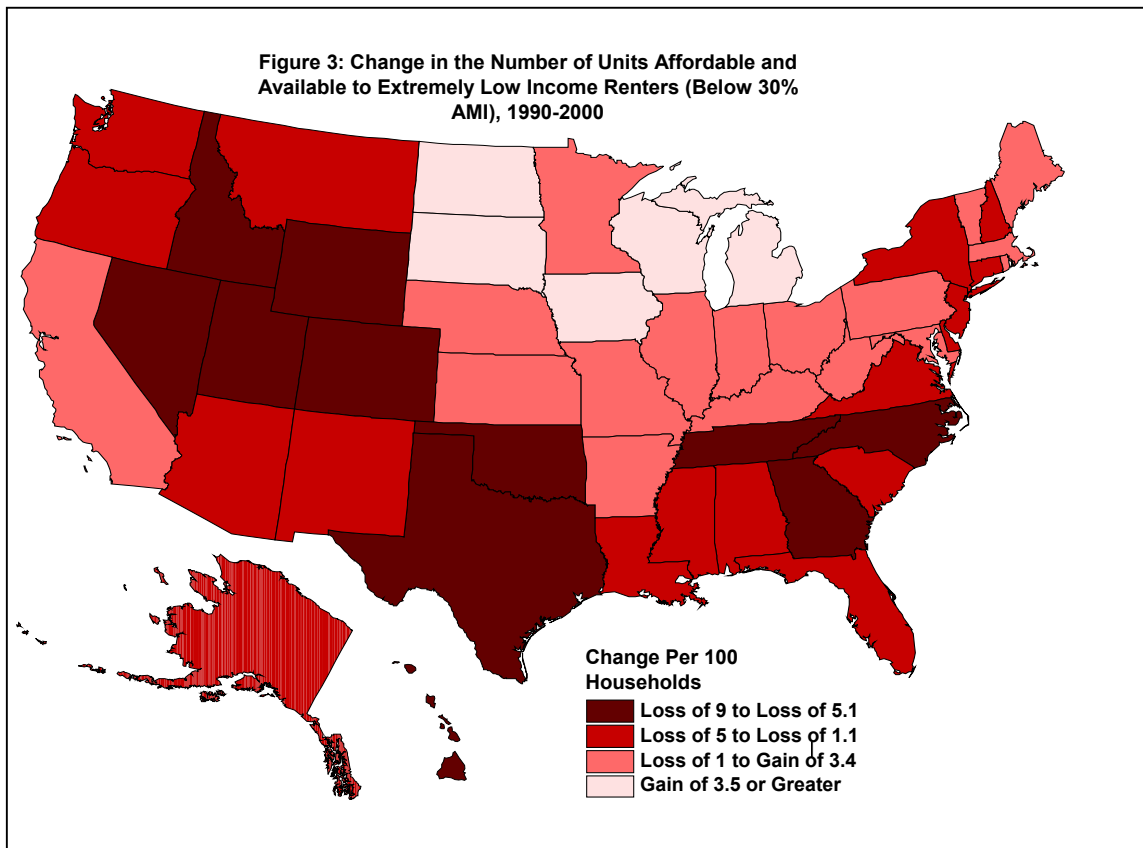 Figure 3: Change in the Number of Units Affordable and
Available to Extremely Low Income Renters (Below 30%
AMI), 1990-2000
Change Per 100
Households
Loss of 9 to Loss of 5.1
Loss of 5 to Loss of 1.1
Loss of 1 to Gain of 3.4
Gain of 3.5 or Greater